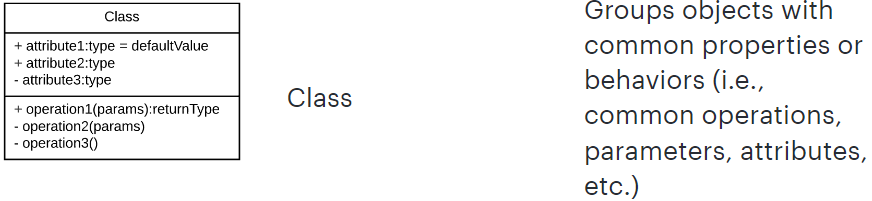 Class
+ attribute1:type = defaultValue
+ attribute2:type
- attribute3:type
+ operation1(params):returnType
- operation2(params)
- operation3()
Class
Groups objects with
common properties or
behaviors (i.e.,
common operations,
parameters, attributes,
etc.)